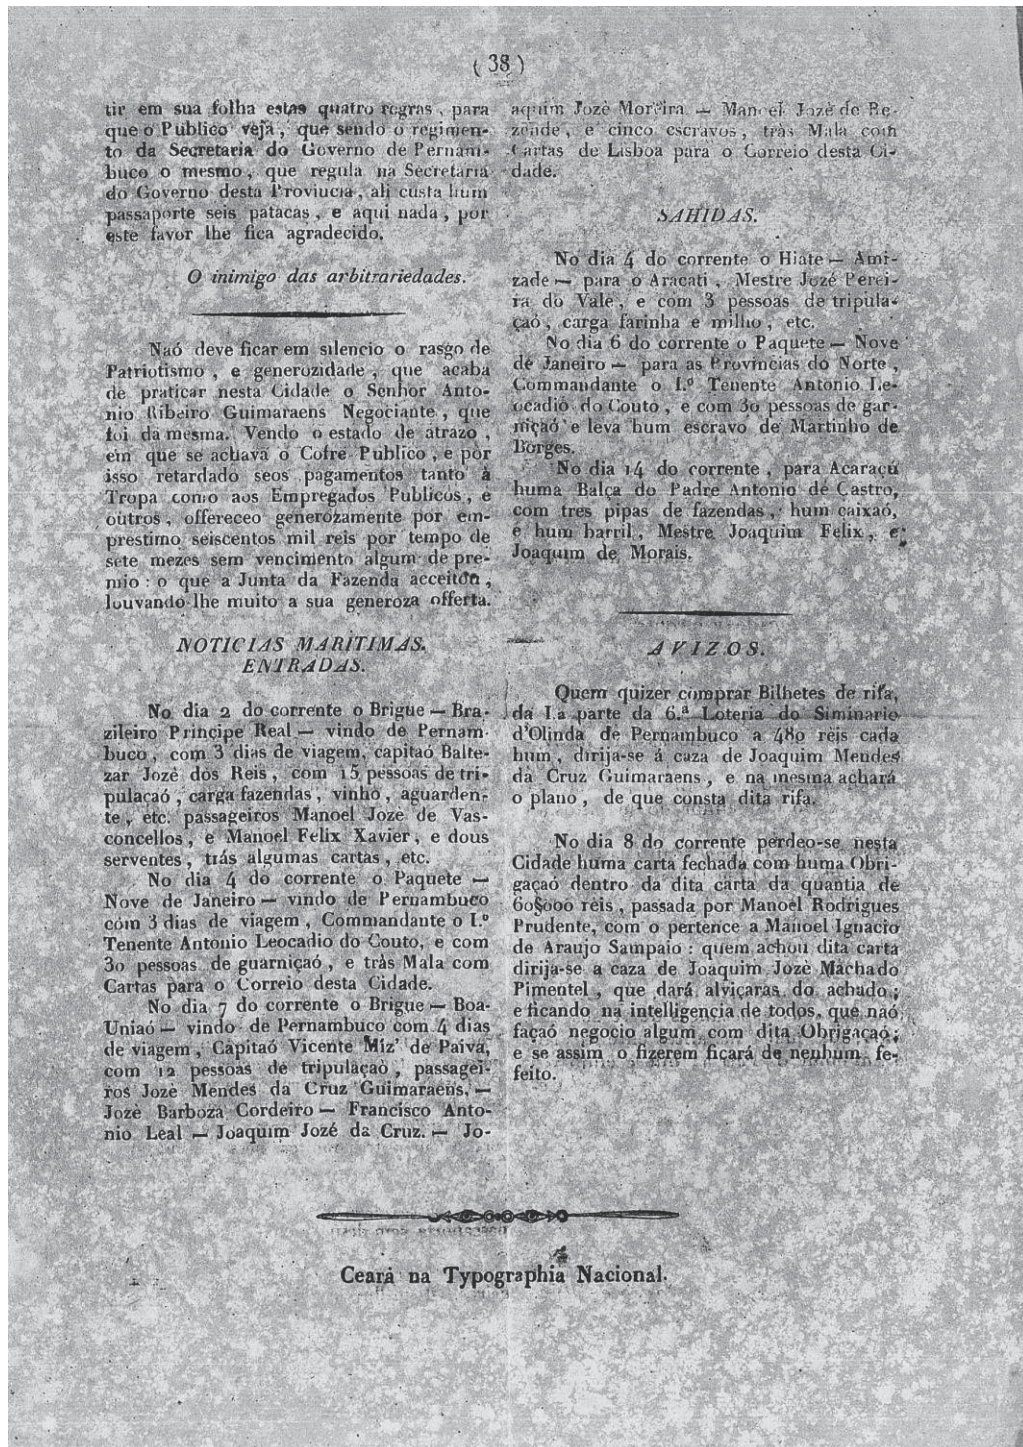 ( 38 )
tir em sua folha estas quatro regras, para
que o Publico veja, que sendo o regimen-
to da Secretaria do Governo de Pernam-
buco o mesmo, que regula na Secretaria
do Governo desta Provincia, ali custa hum
passaporte seis patacas, e aqui nada, por
este favor lhe fica agradecido.
O inimigo das arbitrariedades.
Naó deve ficar em silencio o rasgo de
Patriotismo, e generozidade, que acaba
de praticar nesta Cidade o Senhor Anto-
nio Ribeiro Guimaraens Negociante, que
foi da mesma. Vendo o estado de atrazo,
em que se achava o Cofre Publico, e por
isso retardado seos pagamentos tanto à
Tropa como aos Empregados Publicos, e
outros, offereceo generozamente por em-
prestimo seiscentos mil reis por tempo de
sete mezes sem vencimento algum de pre-
mio: o que a Junta da Fazenda acceitou,
louvando-lhe muito a sua generoza offerta.
NOTICIAS MARITIMAS.
ENTRADAS.
No dia 2 do corrente o Brigue — Bra-
zileiro Principe Real — vindo de Pernam-
buco, com 3 dias de viagem, capitaó Balte-
zar Jozè dos Reis, com 15 pessoas de tri-
pulaçaó, carga fazendas, vinho, aguarden-
te, etc. passageiros Manoel Joze de Vas-
concellos, e Manoel Felix Xavier, e dous
serventes, trás algumas cartas, etc.
No dia 4 do corrente o Paquete —
Nove de Janeiro — vindo de Pernambuco
cóm 3 dias de viagem, Commandante o I.º
Tenente Antonio Leocadio do Couto, e com
30 pessoas de guarniçaó, e tràs Mala com
Cartas para o Correio desta Cidade.
No dia 7 do corrente o Brigue — Boa-
Uniaó — vindo de Pernambuco com 4 dias
de viagem, Capitaó Vicente Miz' de Paiva,
com 12 pessoas de tripulaçaò, passagei-
ros Jozè Mendes da Cruz Guimaraens. —
Jozè Barboza Cordeiro — Francisco Anto-
nio Leal — Joaquim Jozé da Cruz. — Jo-
aquim Jozè Moreira — Manoel Jozè de Re-
zende, e cinco escravos, tràs Mala com
Cartas de Lisboa para o Correio desta Ci-
dade.
SAHIDAS.
No dia 4 do corrente o Hiate — Ami-
zade — para o Aracati, Mestre Jozé Perei-
ra do Vale, e com 3 pessoas de tripula-
çaó, carga farinha e milho, etc.
No dia 6 do corrente o Paquete — Nove
de Janeiro — para as Provincias do Norte,
Commandante o I.º Tenente Antonio Le-
ocadio do Couto, e com 30 pessoas de gar-
niçaó e leva hum escravo de Martinho de
Borges.
No dia 14 do corrente, para Acaraçú
huma Balça do Padre Antonio de Castro,
com tres pipas de fazendas, hum caixaó,
e hum barril, Mestre Joaquim Felix, e
Joaquim de Morais.
AVIZOS.
Quem quizer comprar Bilhetes de rifa,
da I.a parte da 6.ª Loteria do Siminario
d'Olinda de Pernambuco a 480 reis cada
hum, dirija-se á caza de Joaquim Mendes
da Cruz Guimaraens, e na mesma achará
o plano, de que consta dita rifa.
No dia 8 do corrente perdeo-se nesta
Cidade huma carta fechada com huma Obri-
gaçaó dentro da dita carta da quantia de
60$000 reis, passada por Manoel Rodrigues
Prudente, com o pertence a Manoel Ignacio
de Araujo Sampaio: quem achou dita carta
dirija-se a caza de Joaquim Jozè Machado
Pimentel, que dará alviçaras do achado;
e ficando na intelligencia de todos, que naó
façaó negocio algum com dita Obrigaçaó;
e se assim o fizerem ficará de nenhum fe-
feito.
Ceará na Typographia Nacional.